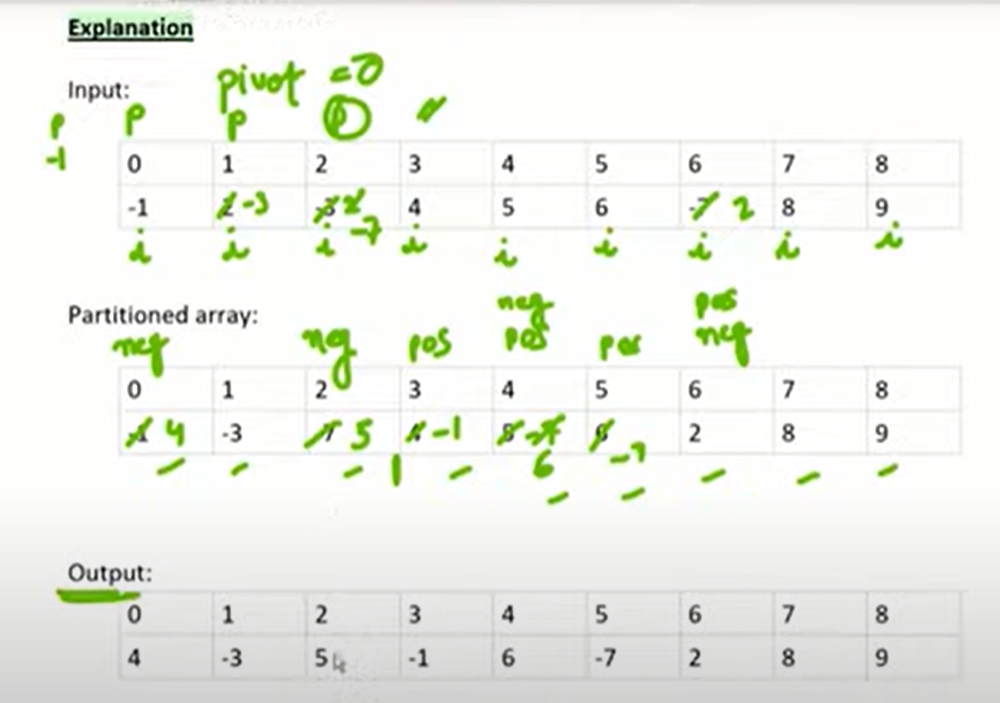 Explanation
pivot = 0
Input:
P P P P
-1 0 1 2 3 4 5 6 7 8
-1 2 -3 -3 2 4 5 6 -7 2 8 9
-7
i i i i i i i i i
neg pos
Partitioned array:
neg neg pos pos pos neg
0 1 2 3 4 5 6 7 8
4 -3 -7 5 4 -1 5 -7 6 2 8 9
6 -7
Output:
0 1 2 3 4 5 6 7 8
4 -3 5 -1 6 -7 2 8 9